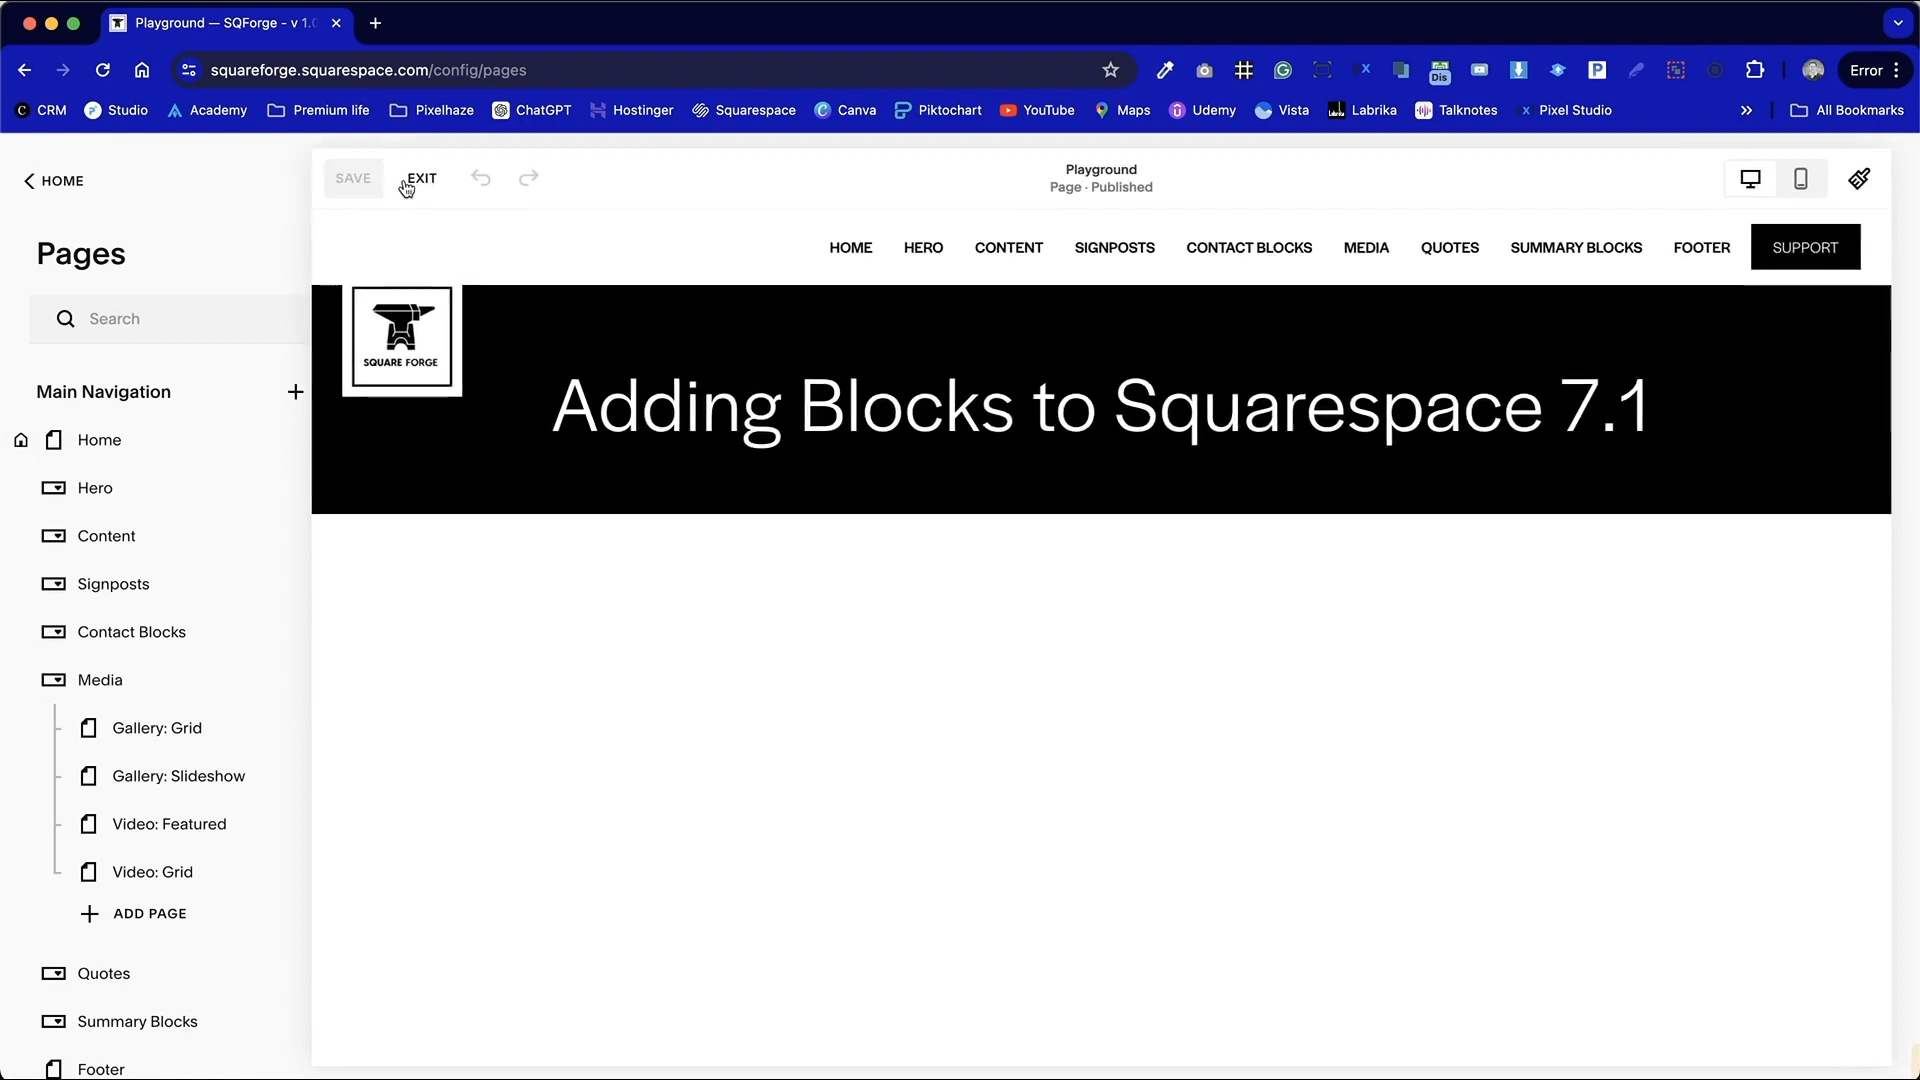 Playground — SQForge - v 1.0
squareforge.squarespace.com/config/pages
Dis
Error
CRM
Studio
Academy
Premium life
Pixelhaze
ChatGPT
Hostinger
Squarespace
Canva
Piktochart
YouTube
Maps
Udemy
Vista
Labrika
Talknotes
Pixel Studio
All Bookmarks
HOME
SAVE
EXIT
Playground
Page · Published
Pages
Search
Main Navigation
Home
Hero
Content
Signposts
Contact Blocks
Media
Gallery: Grid
Gallery: Slideshow
Video: Featured
Video: Grid
ADD PAGE
Quotes
Summary Blocks
Footer
HOME
HERO
CONTENT
SIGNPOSTS
CONTACT BLOCKS
MEDIA
QUOTES
SUMMARY BLOCKS
FOOTER
SUPPORT
SQUARE FORGE
Adding Blocks to Squarespace 7.1